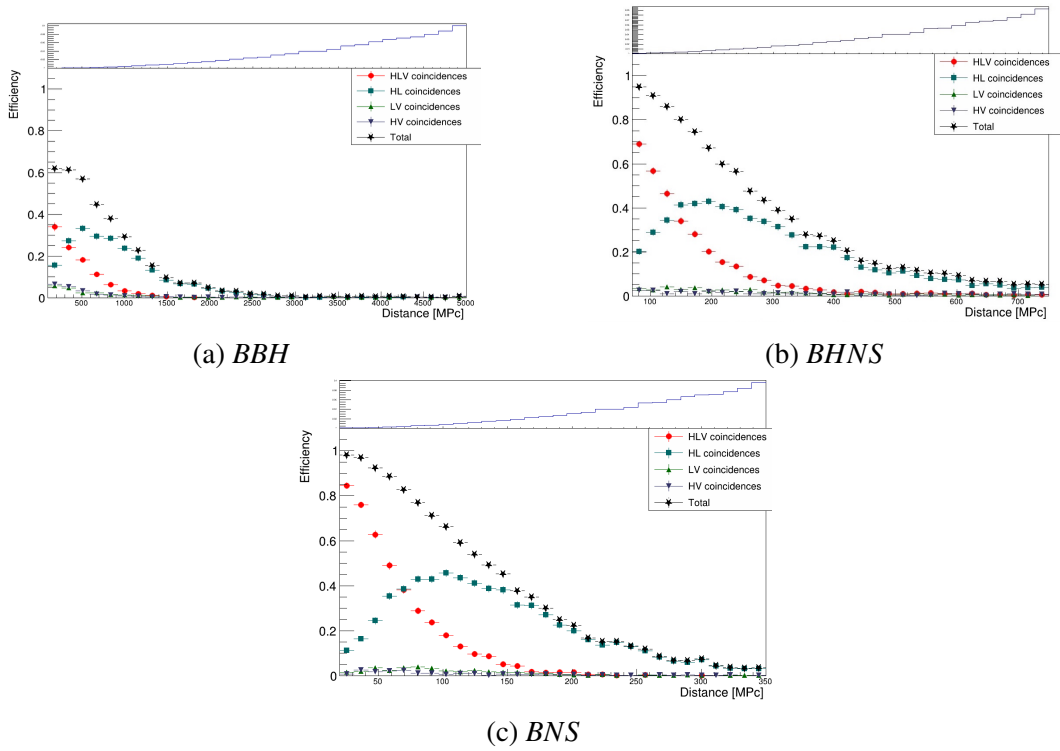 Efficiency
1
0.8
0.6
0.4
0.2
0
HLV coincidences
HL coincidences
LV coincidences
HV coincidences
Total
500 1000 1500 2000 2500 3000 3500 4000 4500
Distance [MPc]
(a) BBH
Efficiency
1
0.8
0.6
0.4
0.2
0
HLV coincidences
HL coincidences
LV coincidences
HV coincidences
Total
100 200 300 400 500 600 700
Distance [MPc]
(b) BHNS
Efficiency
1
0.8
0.6
0.4
0.2
0
HLV coincidences
HL coincidences
LV coincidences
HV coincidences
Total
50 100 150 200 250 300 350
Distance [MPc]
(c) BNS